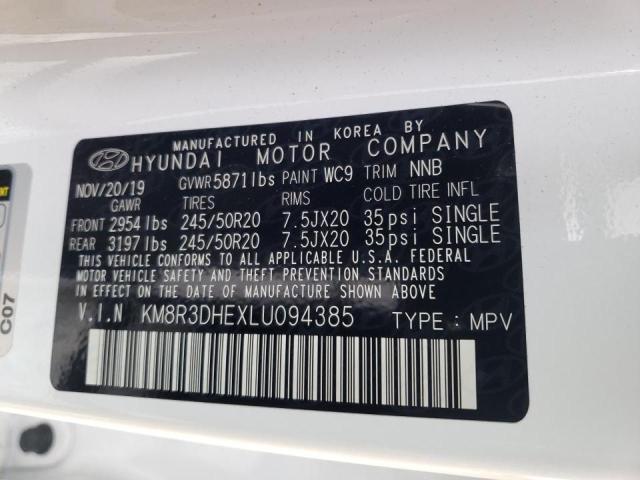 MANUFACTURED IN KOREA BY
HYUNDAI MOTOR COMPANY
NOV/20/19 GVWR 5871lbs PAINT WC9 TRIM NNB
GAWR TIRES RIMS COLD TIRE INFL
FRONT 2954lbs 245/50R20 7.5JX20 35psi SINGLE
REAR 3197lbs 245/50R20 7.5JX20 35psi SINGLE
THIS VEHICLE CONFORMS TO ALL APPLICABLE U.S.A. FEDERAL
MOTOR VEHICLE SAFETY AND THEFT PREVENTION STANDARDS
IN EFFECT ON THE DATE OF MANUFACTURE SHOWN ABOVE
V.I.N KM8R3DHEXLU094385 TYPE : MPV
C07